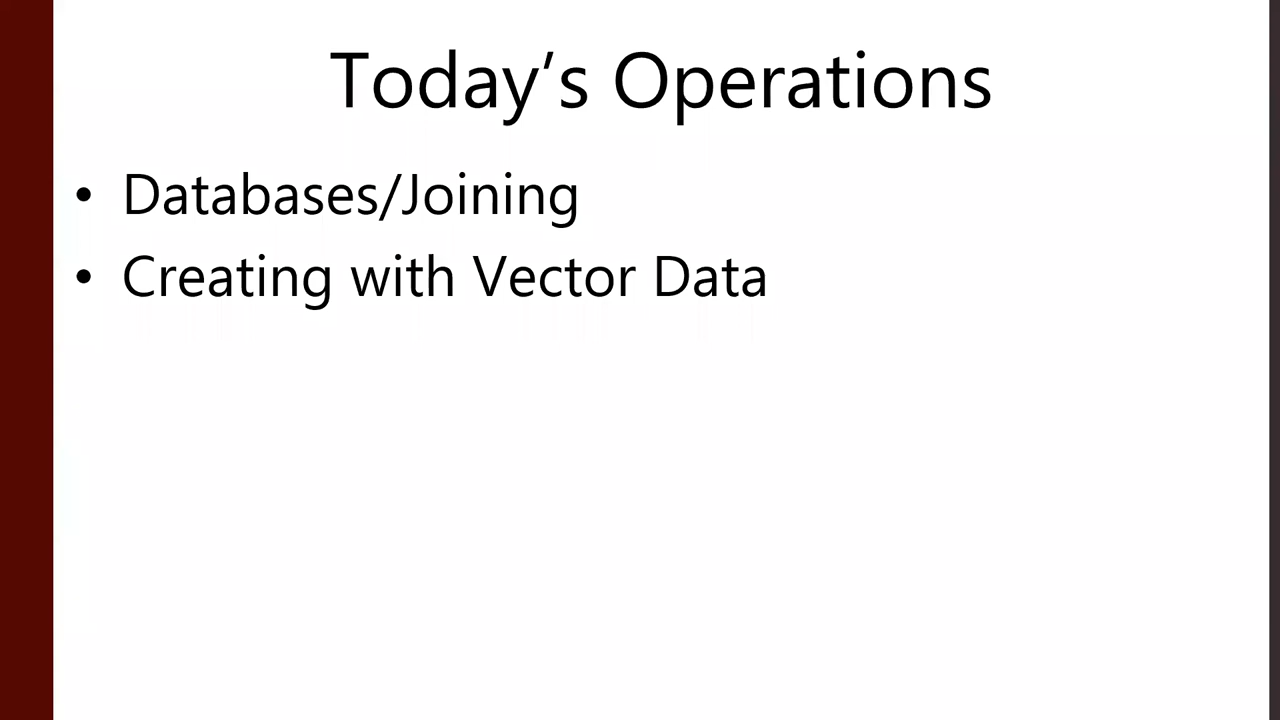 Today’s Operations
• Databases/Joining
• Creating with Vector Data